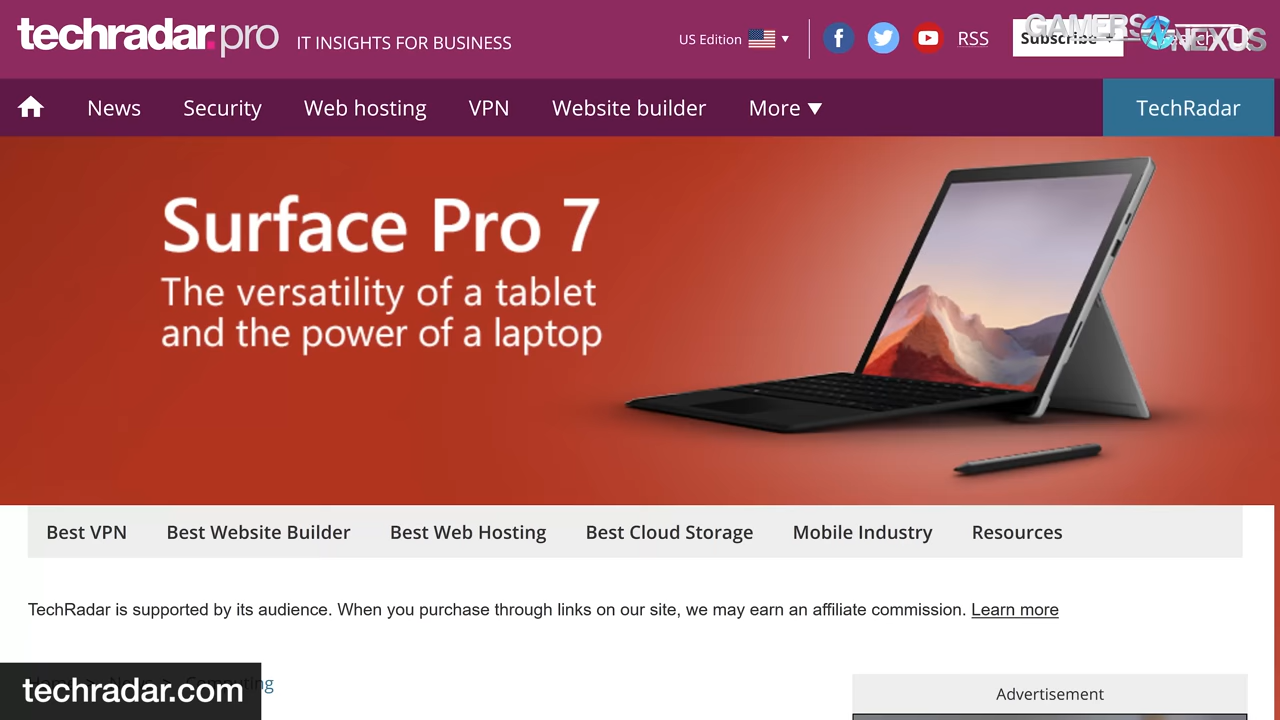 techradar.pro IT INSIGHTS FOR BUSINESS US Edition RSS Subscribe GAMERS NEXUS
News Security Web hosting VPN Website builder More TechRadar
Surface Pro 7
The versatility of a tablet
and the power of a laptop
Best VPN Best Website Builder Best Web Hosting Best Cloud Storage Mobile Industry Resources
TechRadar is supported by its audience. When you purchase through links on our site, we may earn an affiliate commission. Learn more
techradar.com
Advertisement